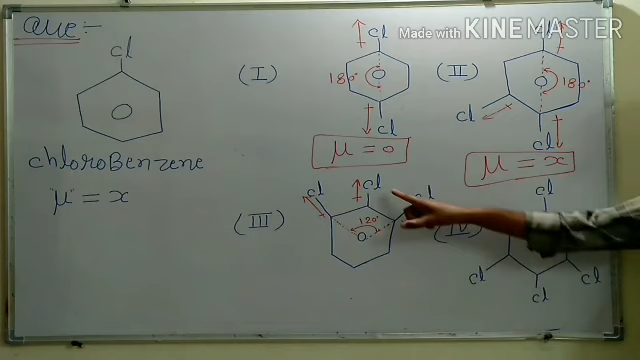 Que :-
Made with KINEMASTER
cl
chloroBenzene
μ = x
(I)
cl
180°
cl
μ = 0
(II)
cl
180°
cl
cl
μ = x
(III)
cl
cl
cl
120°
(IV)
cl
cl
cl
cl